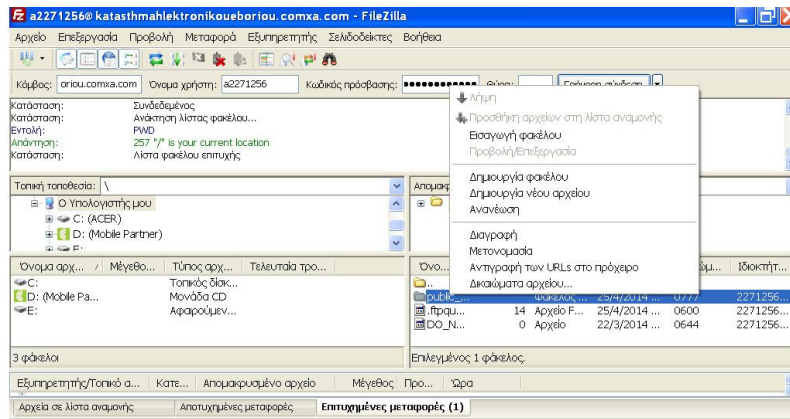 a2271256@katasthmahlektronikoueboriou.comxa.com - FileZilla
Αρχείο Επεξεργασία Προβολή Μεταφορά Εξυπηρετητής Σελιδοδείκτες Βοήθεια
Κόμβος: oriou.comxa.com Όνομα χρήστη: a2271256 Κωδικός πρόσβασης: ●●●●●●●●●●●●● Θύρα: Γρήγορη σύνδεση
Κατάσταση: Συνδεδεμένος
Κατάσταση: Ανάκτηση λίστας φακέλου...
Εντολή: PWD
Απάντηση: 257 "/" is your current location
Κατάσταση: Λίστα φακέλου επιτυχής
Λήψη
Προσθήκη αρχείων στη λίστα αναμονής
Εισαγωγή φακέλου
Προβολή/Επεξεργασία
Δημιουργία φακέλου
Δημιουργία νέου αρχείου
Ανανέωση
Διαγραφή
Μετονομασία
Αντιγραφή των URLs στο πρόχειρο
Δικαιώματα αρχείου...
Τοπική τοποθεσία: \
Ο Υπολογιστής μου
C: (ACER)
D: (Mobile Partner)
E:
Όνομα αρχ... / Μέγεθο... Τύπος αρχ... Τελευταία τρο...
C: Τοπικός δίσκ...
D: (Mobile Pa... Μονάδα CD
E: Αφαιρούμεν...
3 φάκελοι
Απομακρ
Όνο... ώμ... Ιδιοκτήτ...
..
public_... Φάκελος ... 25/4/2014 ... 0777 2271256...
.ftpqu... 14 Αρχείο F... 25/4/2014 ... 0600 2271256...
DO_N... 0 Αρχείο 22/3/2014 ... 0644 2271256...
Επιλεγμένος 1 φάκελος.
Εξυπηρετητής/Τοπικό α... Κατε... Απομακρυσμένο αρχείο Μέγεθος Προ... Ώρα
Αρχεία σε λίστα αναμονής Αποτυχημένες μεταφορές Επιτυχημένες μεταφορές (1)